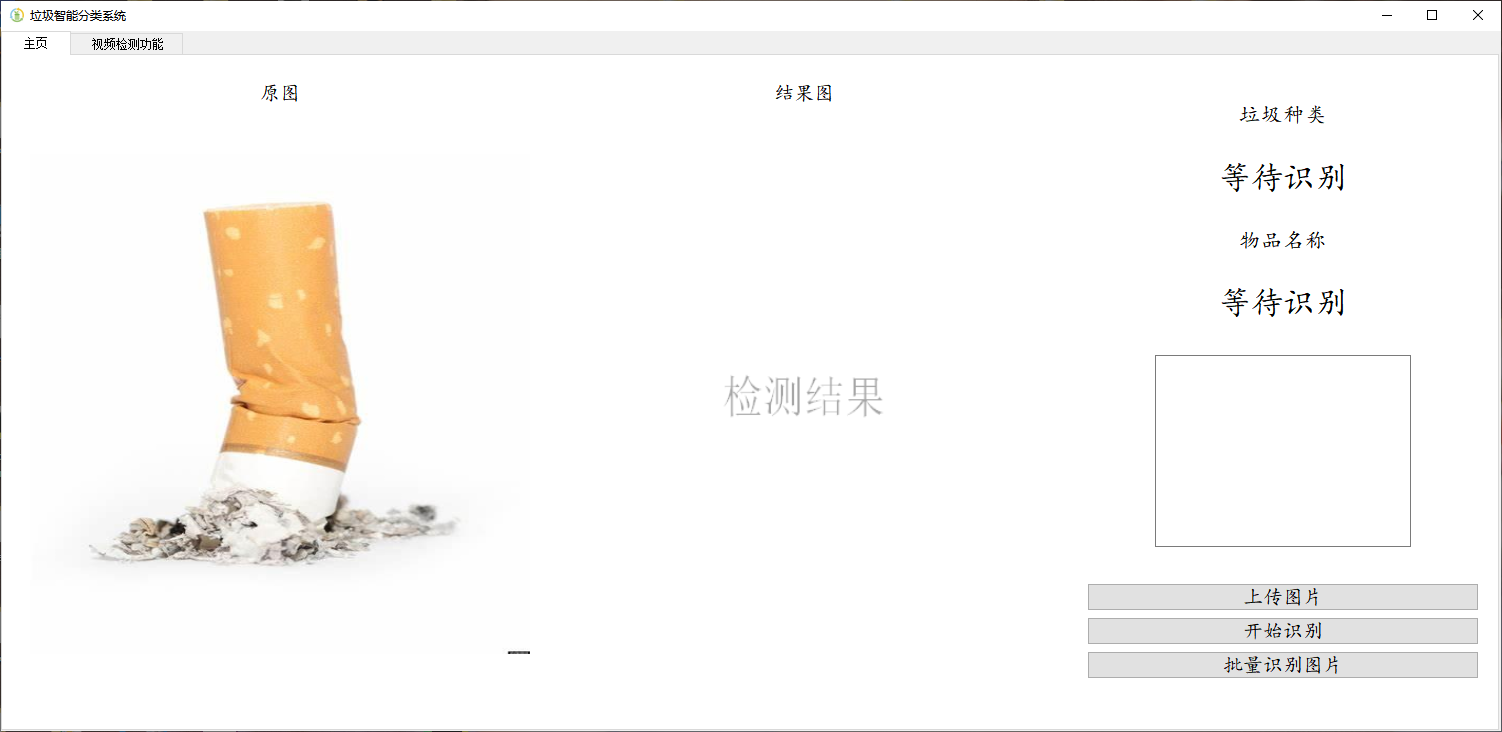 垃圾智能分类系统
主页
视频检测功能
原图
结果图
检测结果
垃圾种类
等待识别
物品名称
等待识别
上传图片
开始识别
批量识别图片